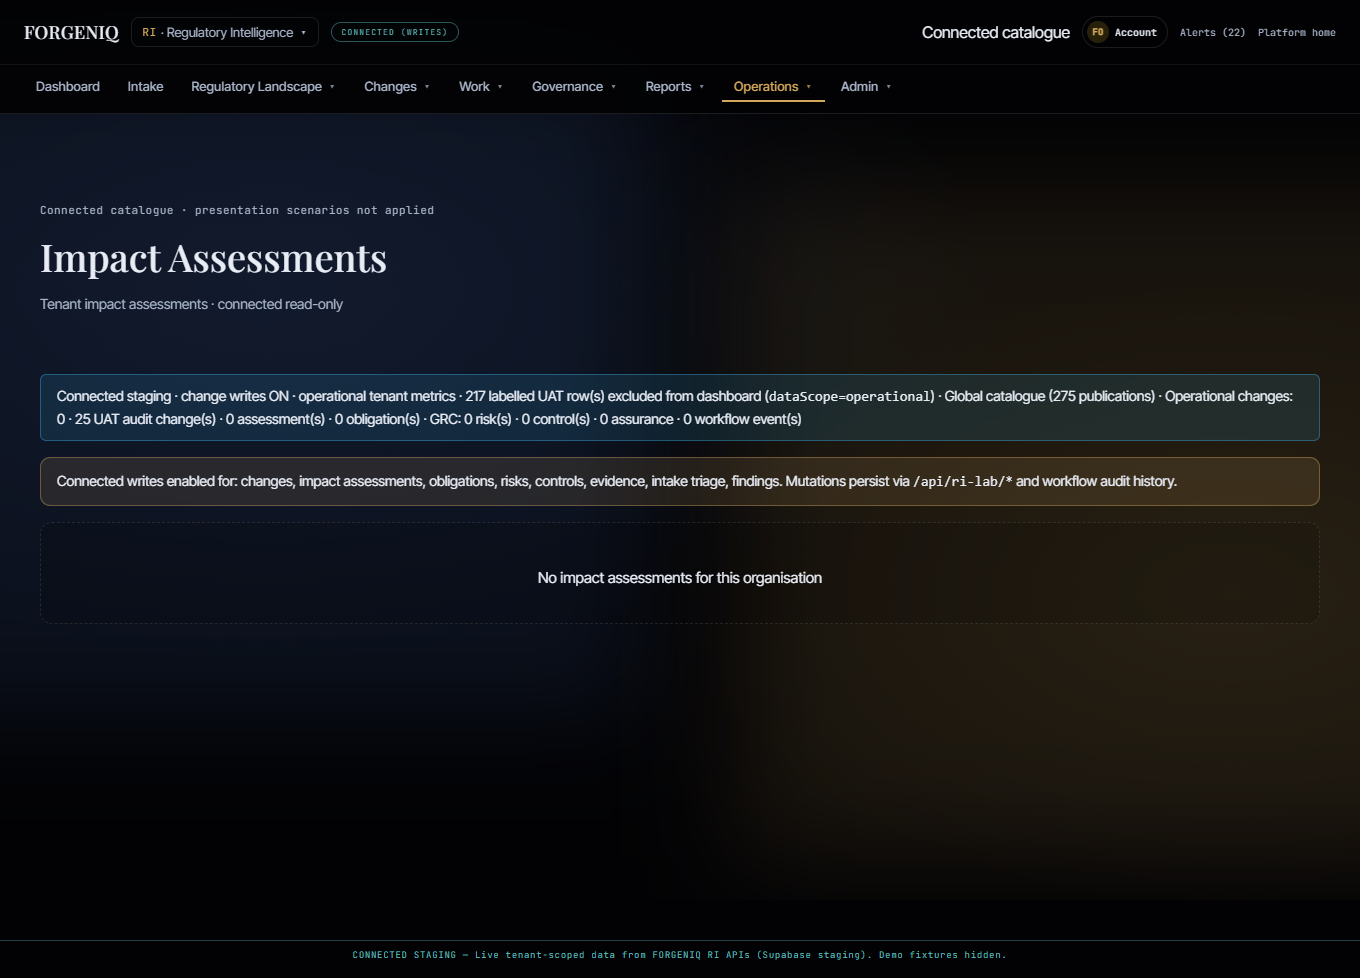 FORGENIQ
RI · Regulatory Intelligence ▾
CONNECTED (WRITES)
Connected catalogue
FO Account
Alerts (22)
Platform home
Dashboard
Intake
Regulatory Landscape ▾
Changes ▾
Work ▾
Governance ▾
Reports ▾
Operations ▾
Admin ▾
Connected catalogue · presentation scenarios not applied
Impact Assessments
Tenant impact assessments · connected read-only
Connected staging · change writes ON · operational tenant metrics · 217 labelled UAT row(s) excluded from dashboard (dataScope=operational) · Global catalogue (275 publications) · Operational changes:
0 · 25 UAT audit change(s) · 0 assessment(s) · 0 obligation(s) · GRC: 0 risk(s) · 0 control(s) · 0 assurance · 0 workflow event(s)
Connected writes enabled for: changes, impact assessments, obligations, risks, controls, evidence, intake triage, findings. Mutations persist via /api/ri-lab/* and workflow audit history.
No impact assessments for this organisation
CONNECTED STAGING — Live tenant-scoped data from FORGENIQ RI APIs (Supabase staging). Demo fixtures hidden.